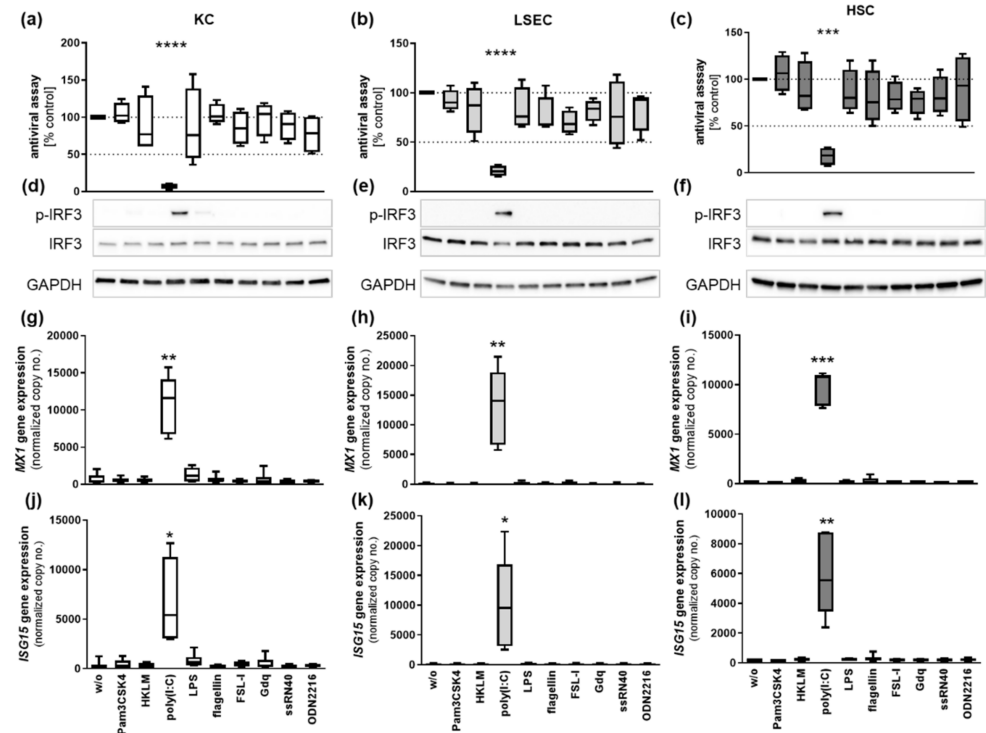 (a) KC
(b) LSEC
(c) HSC
antiviral assay
[% control]
200
150
100
50
0
****
antiviral assay
[% control]
150
100
50
0
****
antiviral asssay
[% control]
150
100
50
0
***
(d)
p-IRF3
IRF3
GAPDH
(e)
p-IRF3
IRF3
GAPDH
(f)
p-IRF3
IRF3
GAPDH
(g)
MX1 gene expression
(normalized copy no.)
20000
15000
10000
5000
0
**
(h)
MX1 gene expression
(normalized copy no.)
25000
20000
15000
10000
5000
0
**
(i)
MX1 gene expression
(normalized copy no.)
15000
10000
5000
0
***
(j)
ISG15 gene expression
(normalized copy no.)
15000
10000
5000
0
*
w/o
Pam3CSK4
HKLM
poly(I:C)
LPS
flagellin
FSL-I
Gdq
ssRN40
ODN2216
(k)
ISG15 gene expression
(normalized copy no.)
25000
20000
15000
10000
5000
0
*
w/o
Pam3CSK4
HKLM
poly(I:C)
LPS
flagellin
FSL-I
Gdq
ssRN40
ODN2216
(l)
ISG15 gene expression
(normalized copy no.)
10000
8000
6000
4000
2000
0
**
w/o
Pam3CSK4
HKLM
poly(I:C)
LPS
flagellin
FSL-I
Gdq
ssRN40
ODN2216